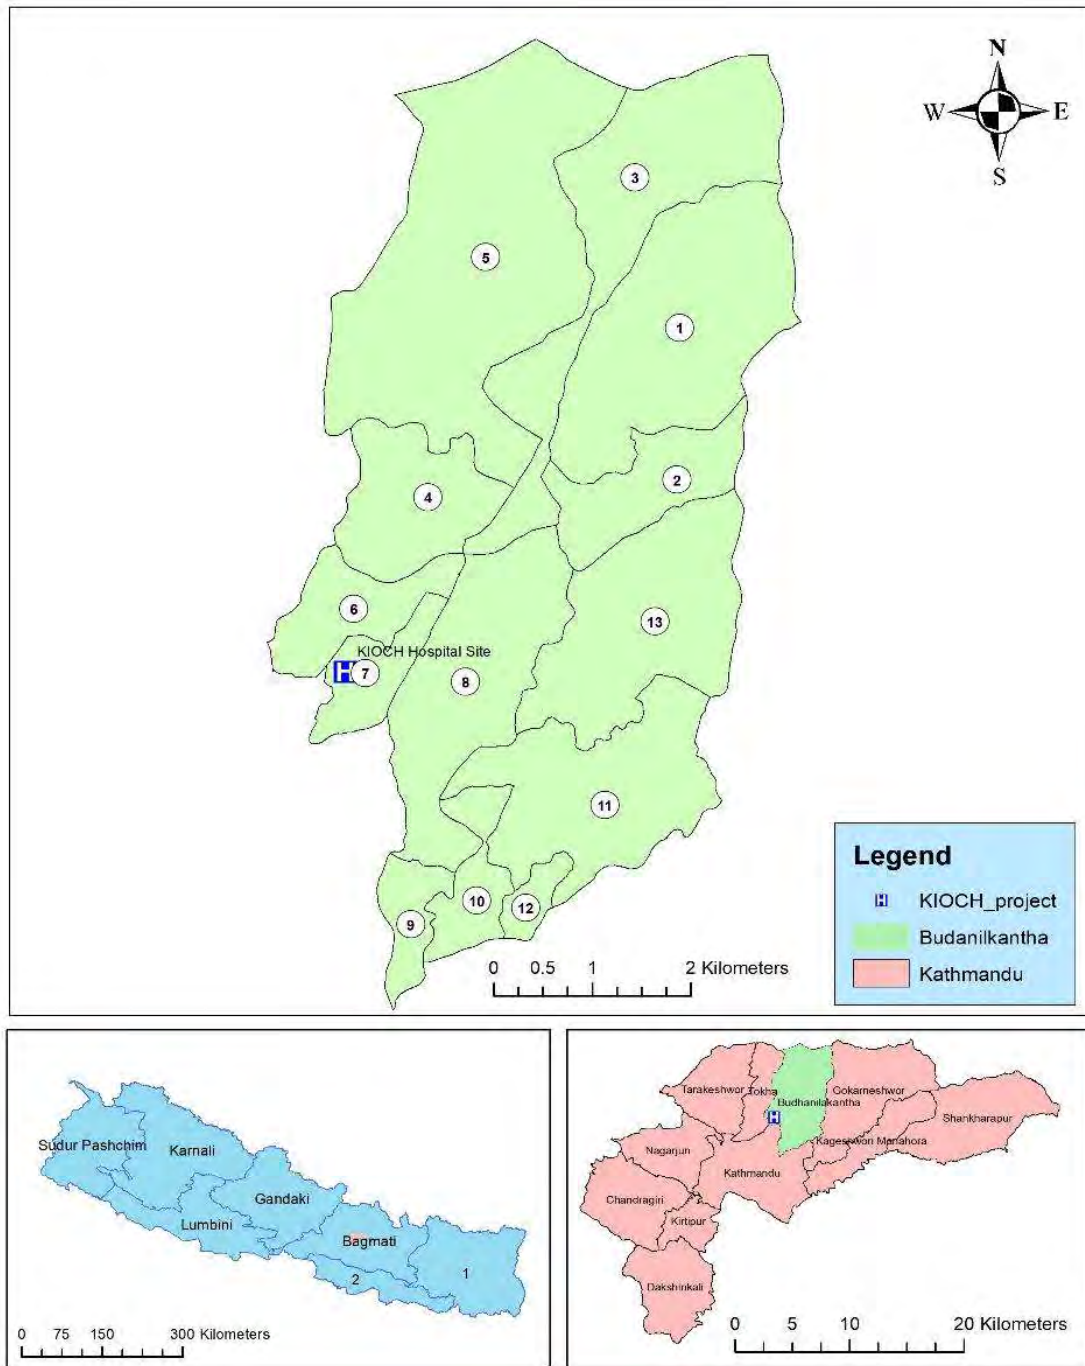 N
W E
S
3
5
1
2
4
13
6
KIOCH Hospital Site
H 7
8
11
10
12
9
0 0.5 1 2 Kilometers
Legend
H KIOCH_project
Budanilkantha
Kathmandu
Sudur Pashchim
Karnali
Gandaki
Lumbini
Bagmati
2
1
0 75 150 300 Kilometers
Tarakeshwor
Tokha
Gokarneshwor
Budhanilakantha
H
Shankharapur
Kageshwori Manahora
Nagarjun
Kathmandu
Chandragiri
Kirtipur
Dakshinkali
0 5 10 20 Kilometers